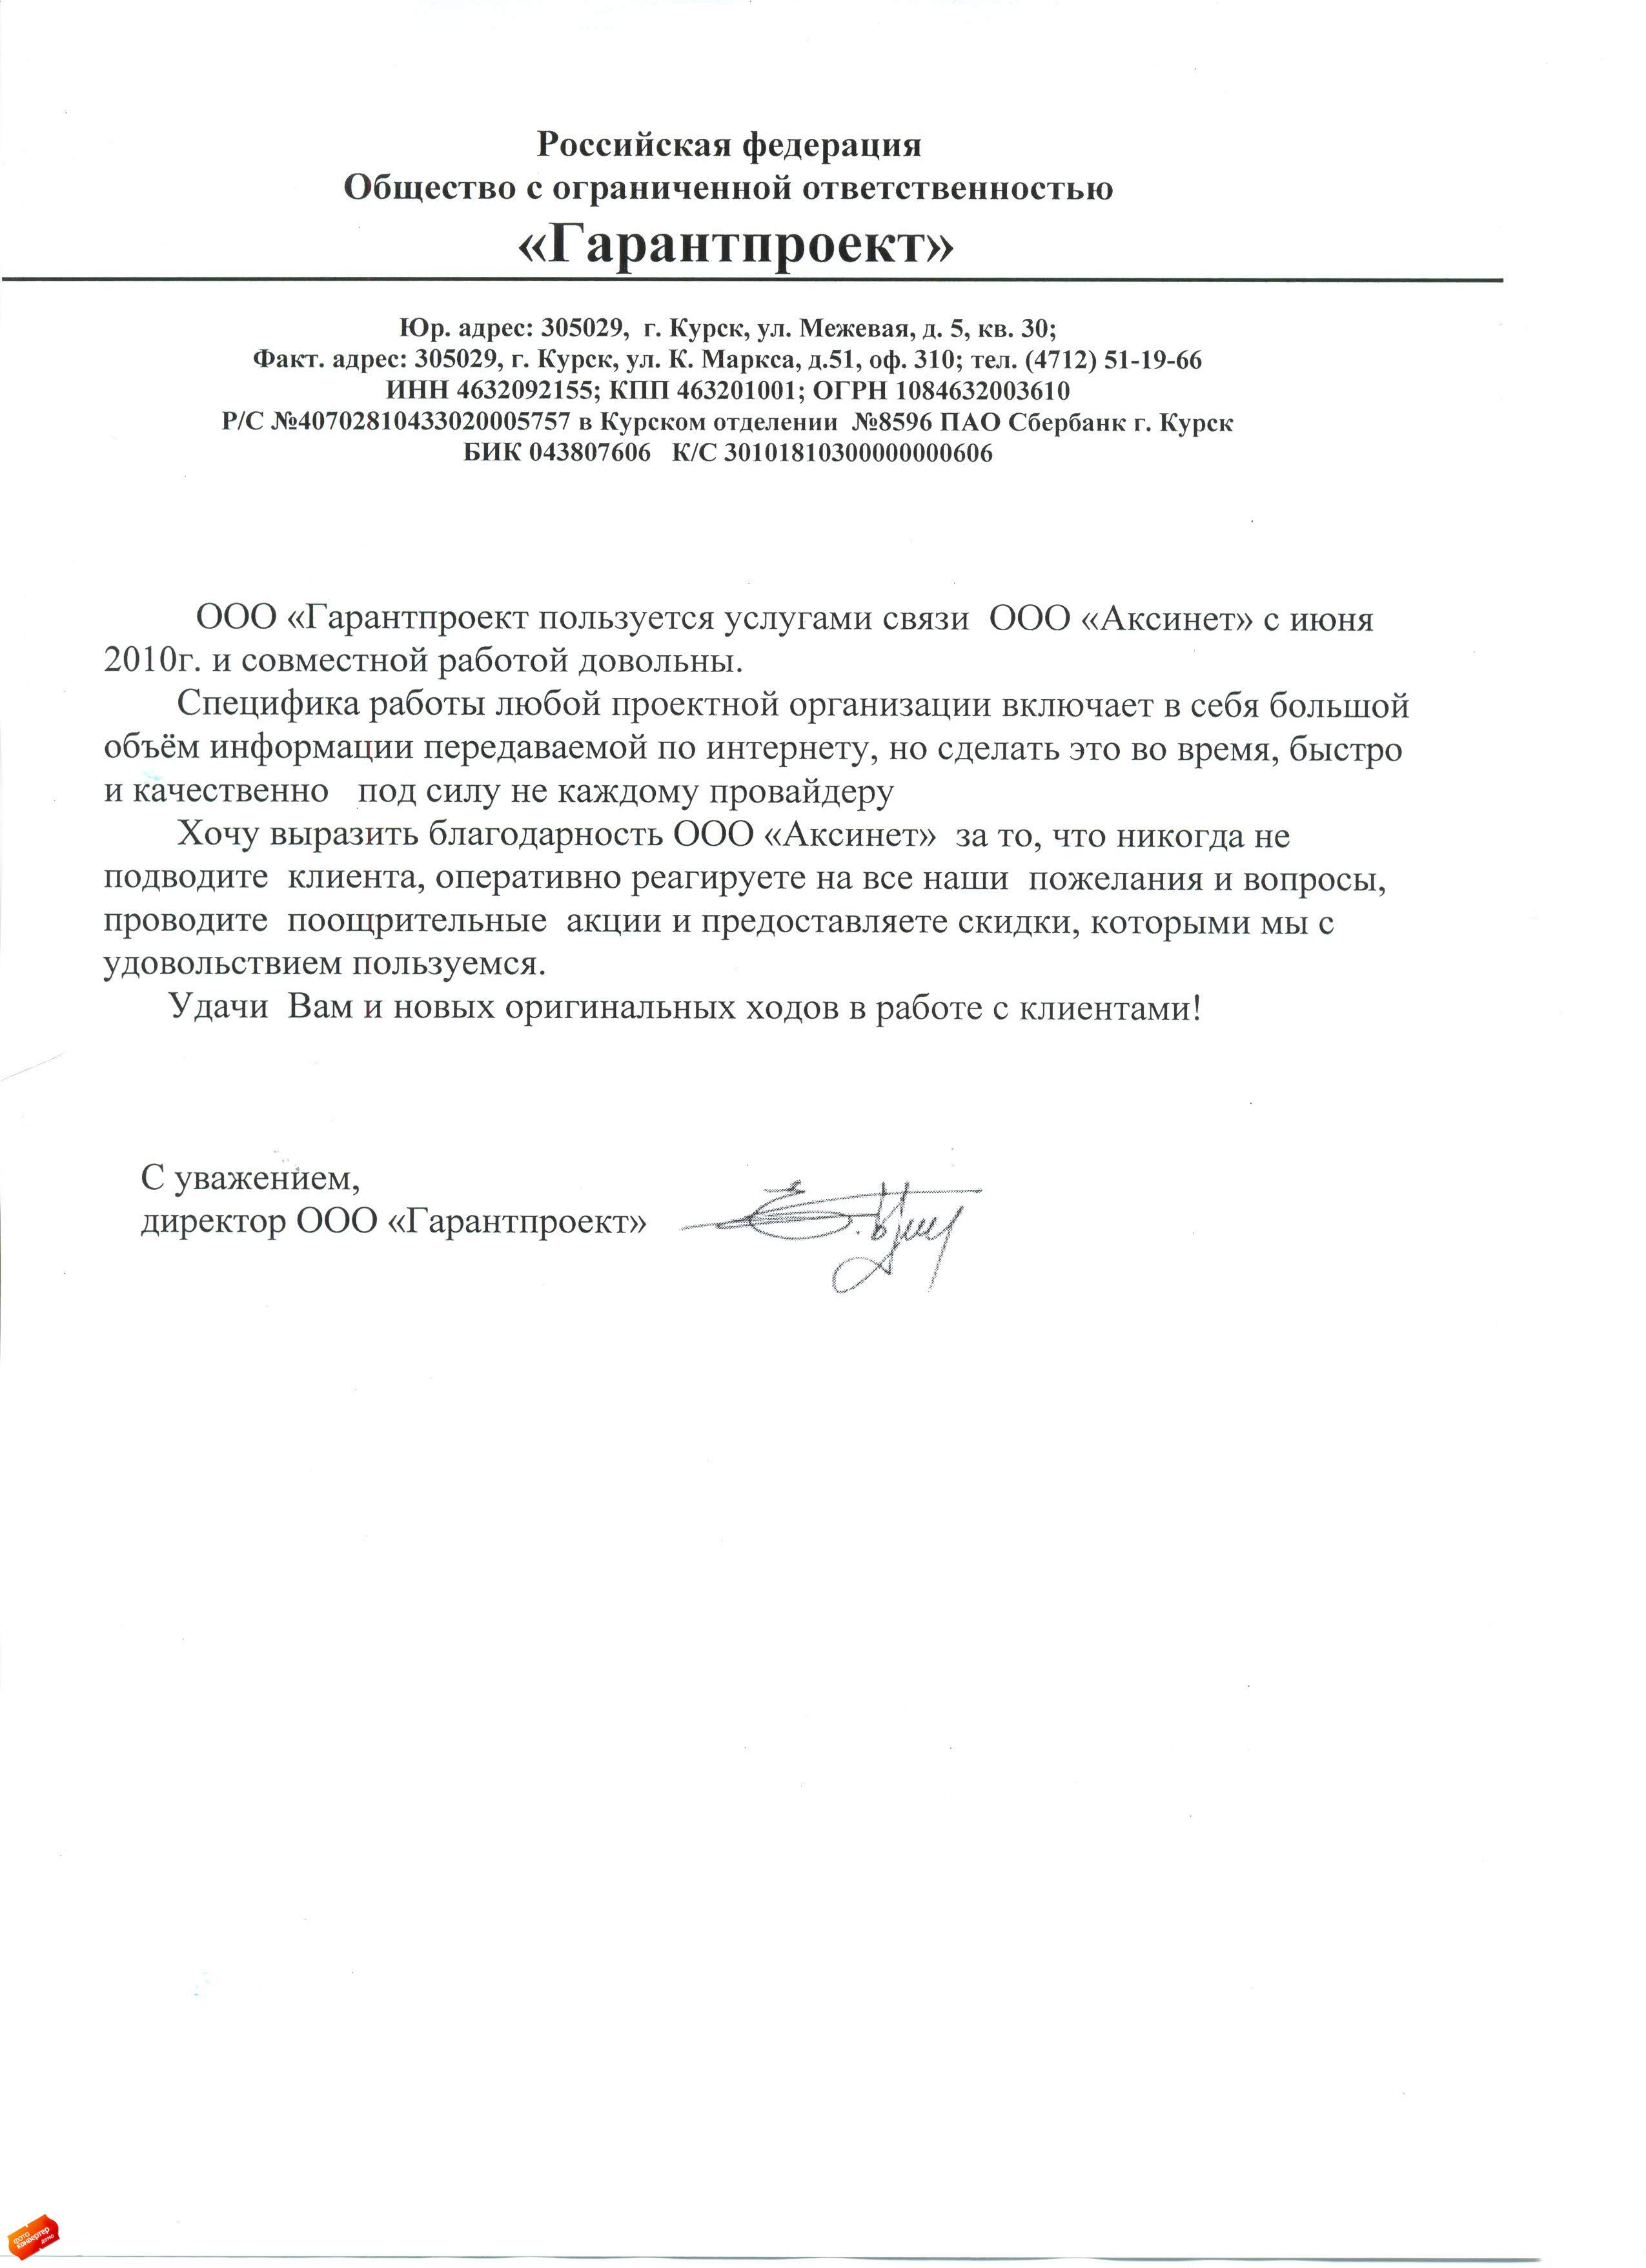 Российская федерация
Общество с ограниченной ответственностью
«Гарантпроект»
Юр. адрес: 305029,  г. Курск, ул. Межевая, д. 5, кв. 30;
Факт. адрес: 305029, г. Курск, ул. К. Маркса, д.51, оф. 310; тел. (4712) 51-19-66
ИНН 4632092155; КПП 463201001; ОГРН 1084632003610
Р/С №40702810433020005757 в Курском отделении  №8596 ПАО Сбербанк г. Курск
БИК 043807606   К/С 30101810300000000606
ООО «Гарантпроект пользуется услугами связи  ООО «Аксинет» с июня
2010г. и совместной работой довольны.
Специфика работы любой проектной организации включает в себя большой
объём информации передаваемой по интернету, но сделать это во время, быстро
и качественно   под силу не каждому провайдеру
Хочу выразить благодарность ООО «Аксинет»  за то, что никогда не
подводите  клиента, оперативно реагируете на все наши  пожелания и вопросы,
проводите  поощрительные  акции и предоставляете скидки, которыми мы с
удовольствием пользуемся.
Удачи  Вам и новых оригинальных ходов в работе с клиентами!
С уважением,
директор ООО «Гарантпроект»
фото
конвертер
демо